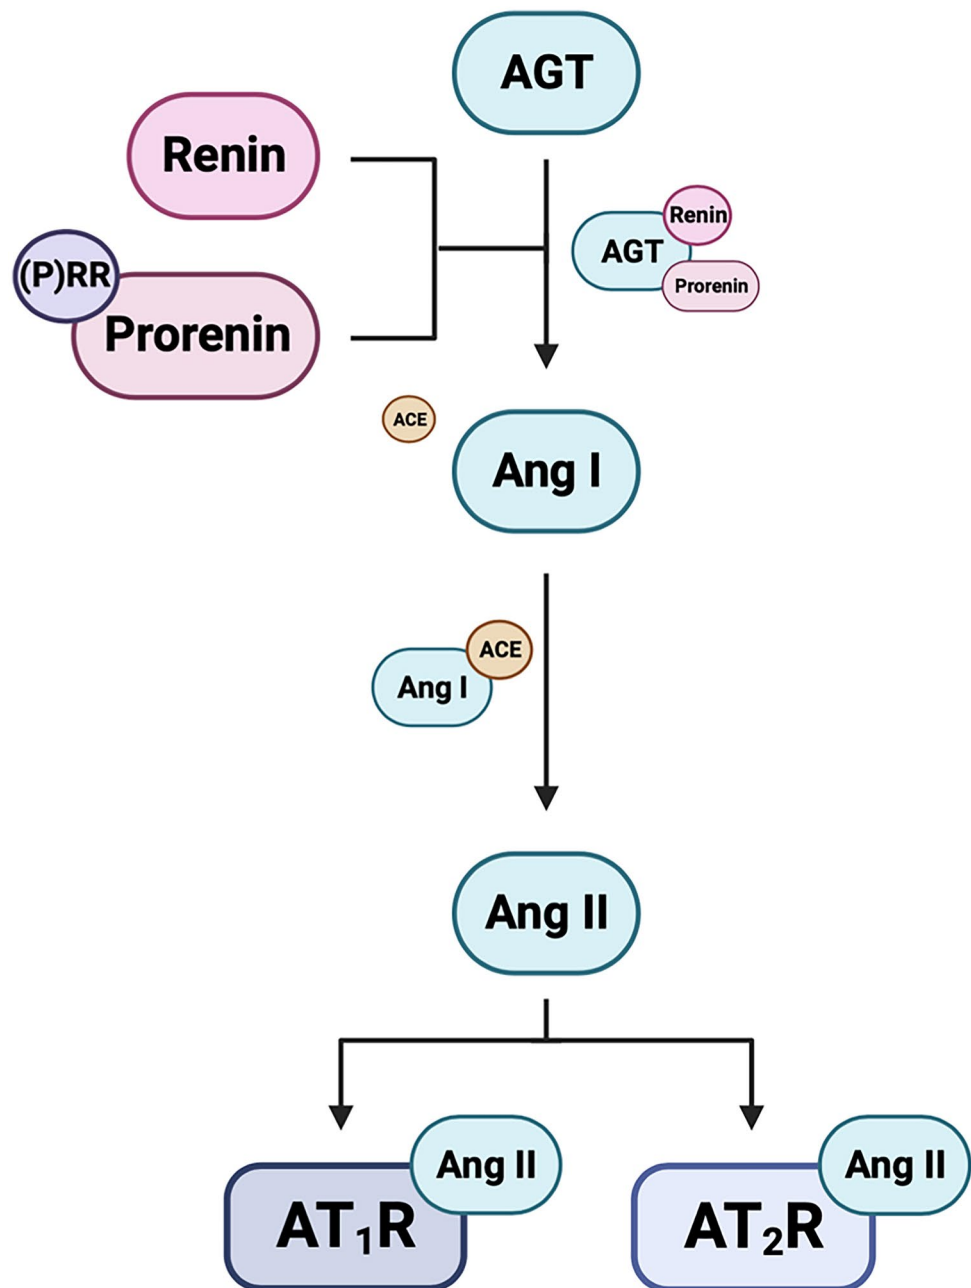 AGT
Renin
Renin
AGT
(P)RR
Prorenin
Prorenin
ACE
Ang I
ACE
Ang I
Ang II
Ang II
Ang II
AT₁R
AT₂R